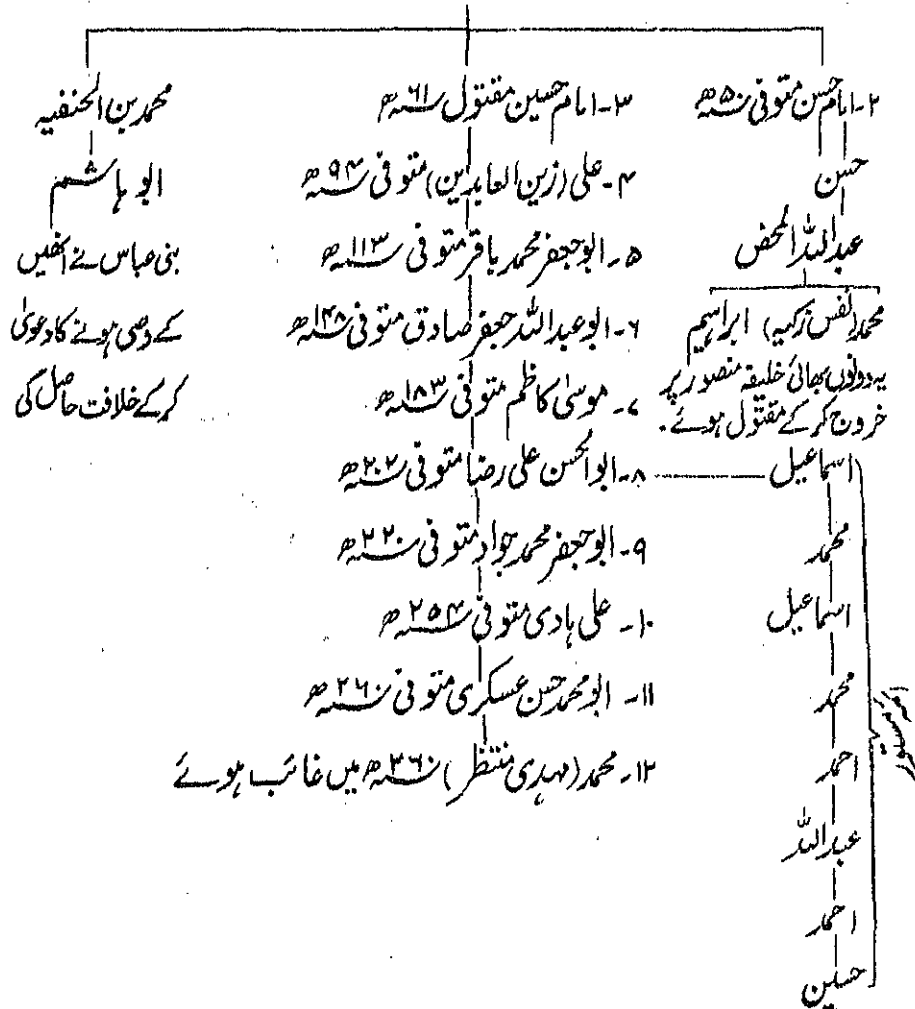 ۲- امام حسن متوفی ۵۰ھ
حسن
عبداللہ المحض
محمد (نفس زکیہ) ابراہیم
یہ دونوں بھائی خلیفہ منصور پر
خروج کرکے مقتول ہوئے۔
اسماعیل
محمد
اسماعیل
محمد
احمد
عبداللہ
احمد
حسین
ائمہ مستورین
۳- امام حسین مقتول ۶۱ھ
۴- علی (زین العابدین) متوفی ۹۴ھ
۵- ابوجعفر محمد باقر متوفی ۱۱۳ھ
۶- ابوعبداللہ جعفر صادق متوفی ۱۴۸ھ
۷- موسیٰ کاظم متوفی ۱۸۳ھ
۸- ابوالحسن علی رضا متوفی ۲۰۲ھ
۹- ابوجعفر محمد جواد متوفی ۲۲۰ھ
۱۰- علی ہادی متوفی ۲۵۴ھ
۱۱- ابومحمد حسن عسکری متوفی ۲۶۰ھ
۱۲- محمد (مہدی منتظر) ۲۶۰ھ میں غائب ہوئے
محمد بن الحنفیہ
ابو ہاشم
بنی عباس نے انھیں
کے وصی ہونے کا دعویٰ
کرکے خلافت حاصل کی